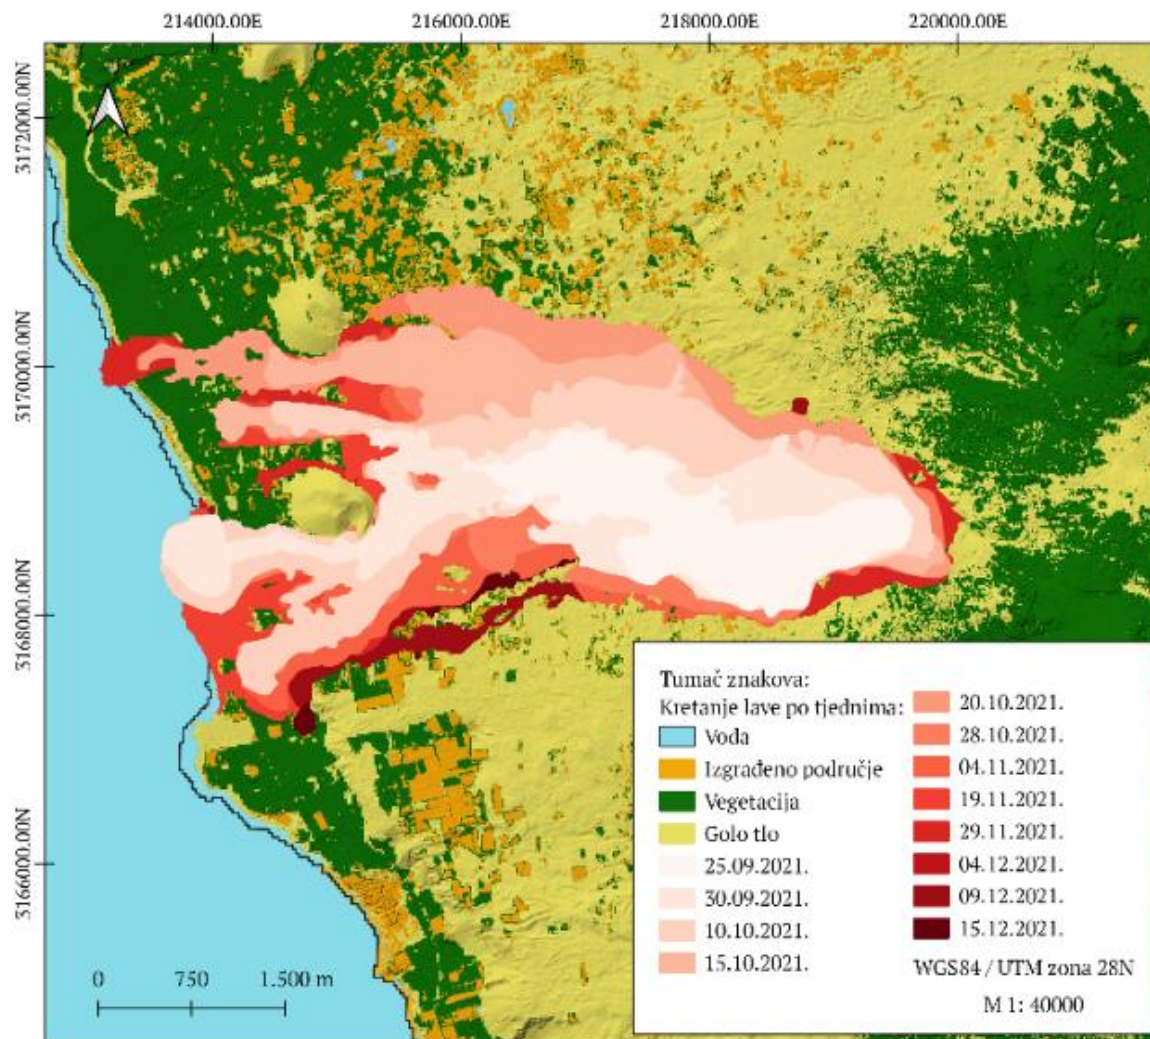 214000.00E 216000.00E 218000.00E 220000.00E
3172000.00N
3170000.00N
3168000.00N
3166000.00N
0 750 1.500 m
Tumač znakova:
Kretanje lave po tjednima:
Voda
Izgrađeno područje
Vegetacija
Golo tlo
25.09.2021.
30.09.2021.
10.10.2021.
15.10.2021.
20.10.2021.
28.10.2021.
04.11.2021.
19.11.2021.
29.11.2021.
04.12.2021.
09.12.2021.
15.12.2021.
WGS84 / UTM zona 28N
M 1: 40000